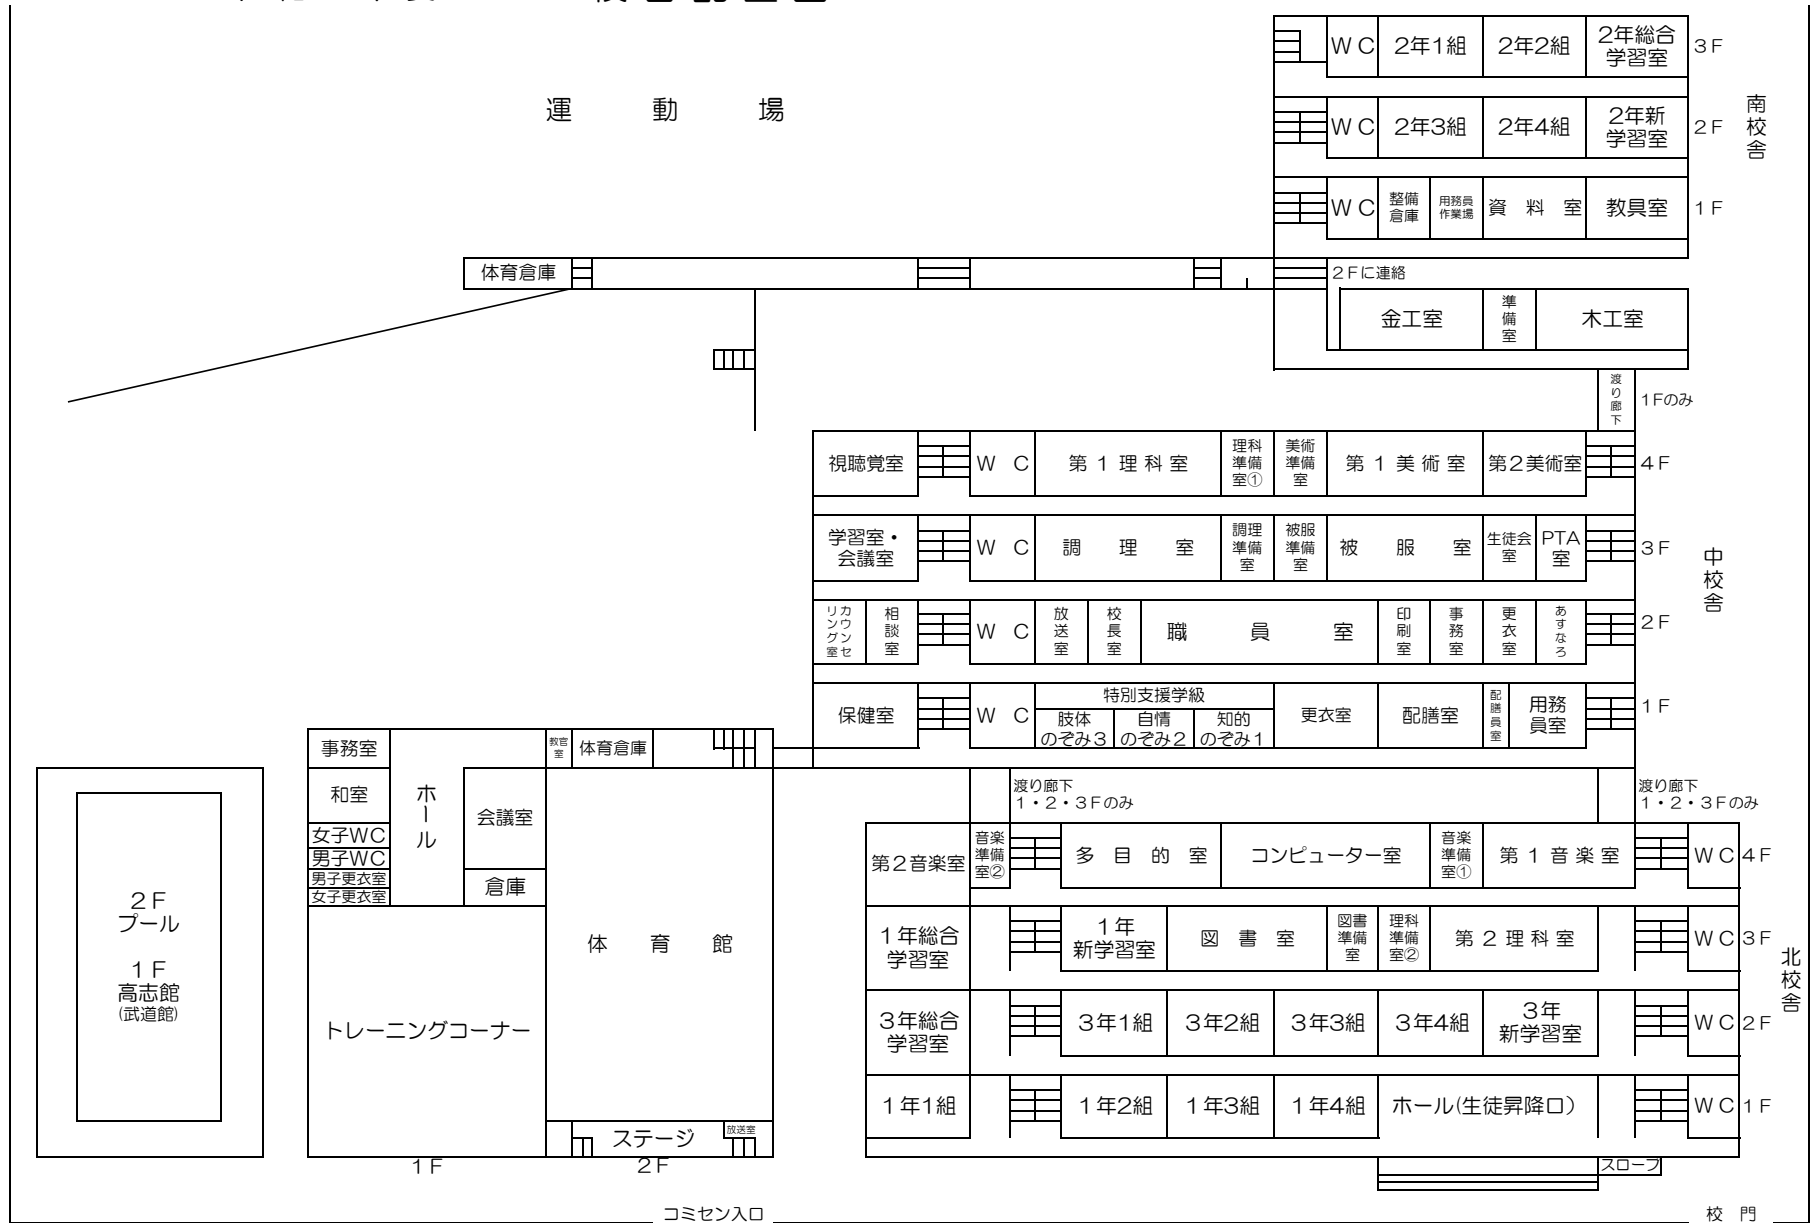 WC 2年1組 2年2組 2年総合
学習室 3F
運動場
WC 2年3組 2年4組 2年新
学習室 2F
南校舎
WC 整備
倉庫 用務員
作業場 資料室 教具室 1F
体育倉庫
2Fに連絡
金工室 準備室 木工室
渡り廊下 1Fのみ
視聴覚室 WC 第1理科室 理科
準備
室① 美術
準備
室 第1美術室 第2美術室 4F
学習室・
会議室 WC 調理室 調理
準備
室 被服
準備
室 被服室 生徒会
室 PTA
室 3F
中校舎
カウンセ
リング室 相談室 WC 放送室 校長室 職員室 印刷室 事務室 更衣室 あすなろ 2F
保健室 WC 特別支援学級
肢体
のぞみ3 自情
のぞみ2 知的
のぞみ1 更衣室 配膳室 配膳員室 用務
員室 1F
事務室 教官
室 体育倉庫
和室
ホール
会議室
女子WC
男子WC
男子更衣室
女子更衣室
倉庫
渡り廊下
1・2・3Fのみ
渡り廊下
1・2・3Fのみ
第2音楽室 音楽
準備
室② 多目的室 コンピューター室 音楽
準備
室① 第1音楽室 WC 4F
2F
プール
1F
高志館
(武道館)
体育館
1年総合
学習室 1年
新学習室 図書室 図書
準備
室 理科
準備
室② 第2理科室 WC 3F
北校舎
トレーニングコーナー
3年総合
学習室 3年1組 3年2組 3年3組 3年4組 3年
新学習室 WC 2F
1年1組 1年2組 1年3組 1年4組 ホール(生徒昇降口) WC 1F
ステージ 放送室
1F 2F
スロープ
コミセン入口
校門